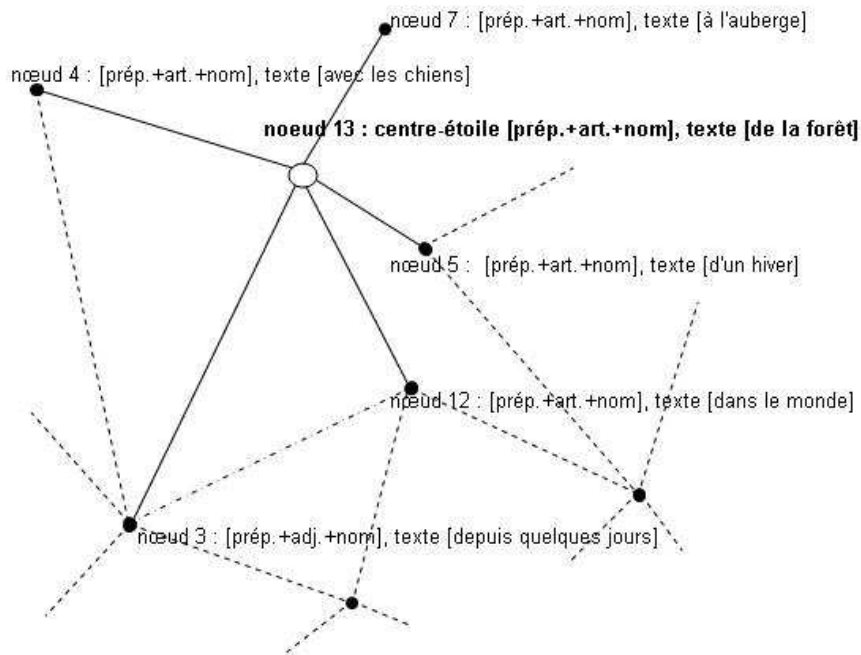 nœud 7 : [prép.+art.+nom], texte [à l'auberge]
nœud 4 : [prép.+art.+nom], texte [avec les chiens]
noeud 13 : centre-étoile [prép.+art.+nom], texte [de la forêt]
nœud 5 : [prép.+art.+nom], texte [d'un hiver]
nœud 12 : [prép.+art.+nom], texte [dans le monde]
nœud 3 : [prép.+adj.+nom], texte [depuis quelques jours]